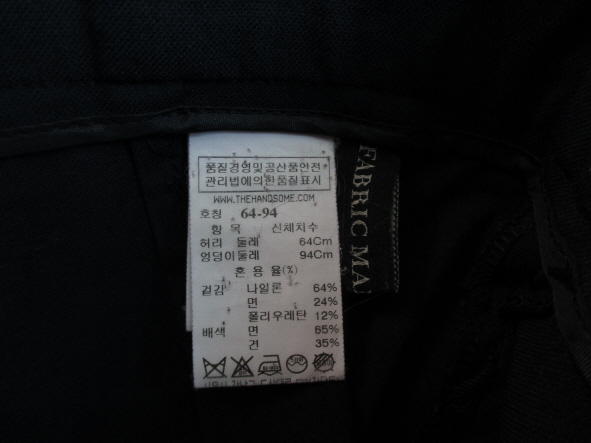 품질경영및공산품안전
관리법에의한품질표시
WWW.THEHANDSOME.COM
호칭 64-94
항 목 신체치수
허리 둘레 64Cm
엉덩이둘레 94Cm
혼 용 율(%)
겉감 나일론 64%
면 24%
폴리우레탄 12%
배색 면 65%
견 35%
FABRIC MA